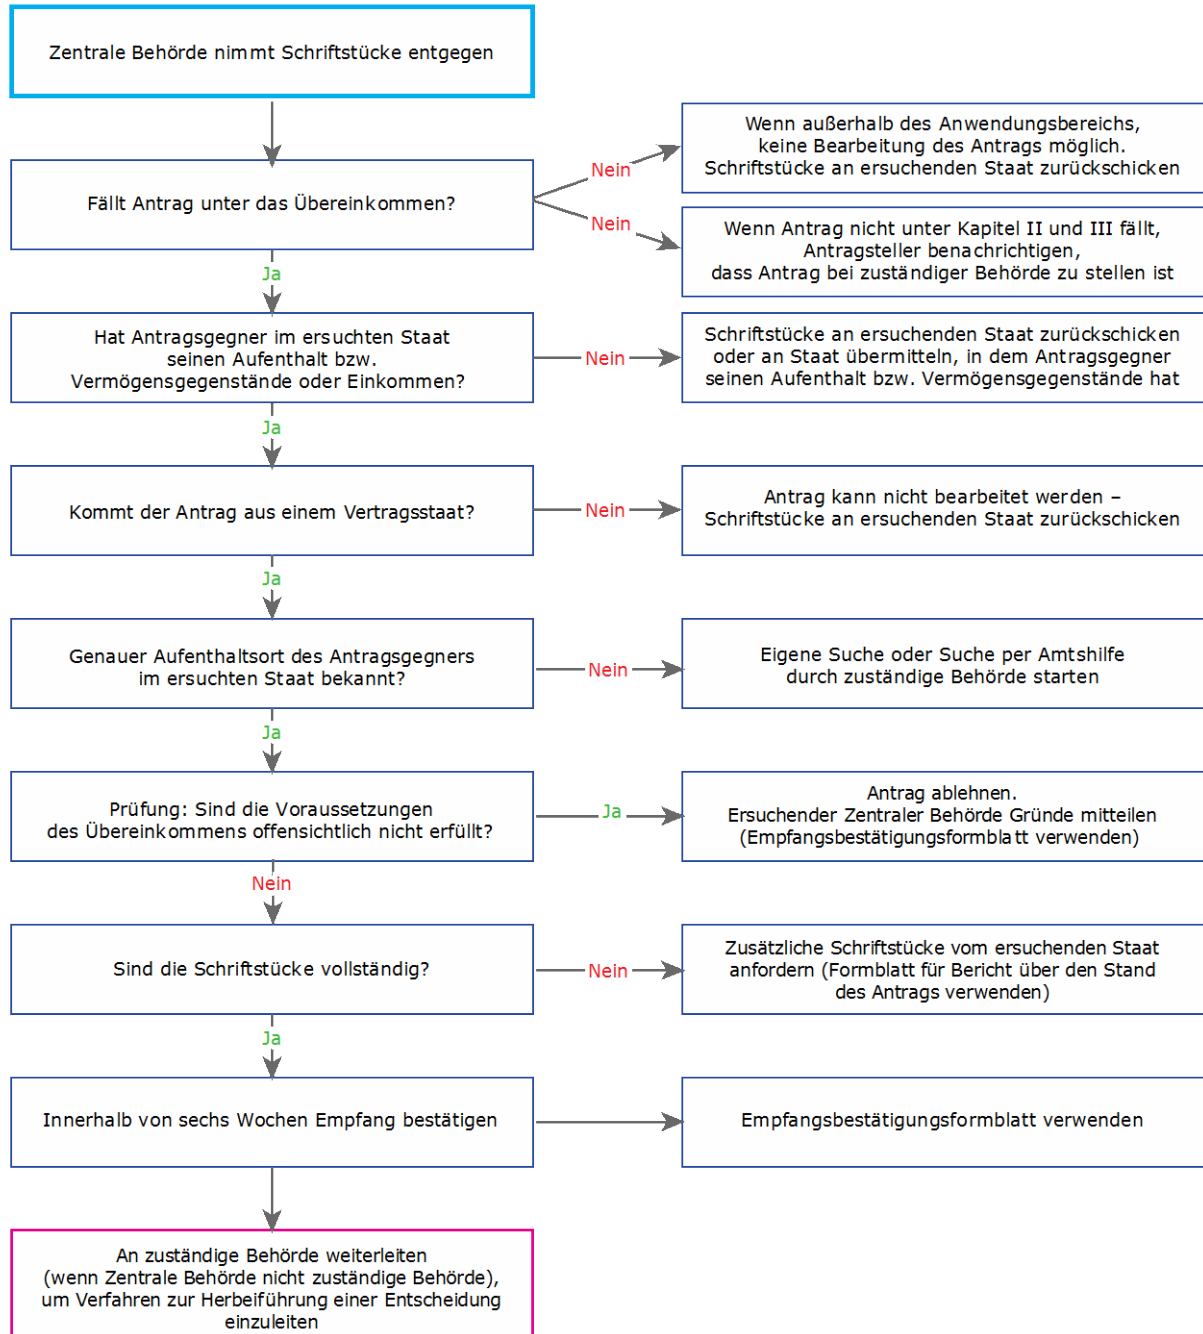 Zentrale Behörde nimmt Schriftstücke entgegen
Wenn außerhalb des Anwendungsbereichs,
keine Bearbeitung des Antrags möglich.
Schriftstücke an ersuchenden Staat zurückschicken
Nein
Fällt Antrag unter das Übereinkommen?
Nein
Wenn Antrag nicht unter Kapitel II und III fällt,
Antragsteller benachrichtigen,
dass Antrag bei zuständiger Behörde zu stellen ist
Ja
Hat Antragsgegner im ersuchten Staat
seinen Aufenthalt bzw.
Vermögensgegenstände oder Einkommen?
Nein
Schriftstücke an ersuchenden Staat zurückschicken
oder an Staat übermitteln, in dem Antragsgegner
seinen Aufenthalt bzw. Vermögensgegenstände hat
Ja
Kommt der Antrag aus einem Vertragsstaat?
Nein
Antrag kann nicht bearbeitet werden –
Schriftstücke an ersuchenden Staat zurückschicken
Ja
Genauer Aufenthaltsort des Antragsgegners
im ersuchten Staat bekannt?
Nein
Eigene Suche oder Suche per Amtshilfe
durch zuständige Behörde starten
Ja
Prüfung: Sind die Voraussetzungen
des Übereinkommens offensichtlich nicht erfüllt?
Ja
Antrag ablehnen.
Ersuchender Zentraler Behörde Gründe mitteilen
(Empfangsbestätigungsformblatt verwenden)
Nein
Sind die Schriftstücke vollständig?
Nein
Zusätzliche Schriftstücke vom ersuchenden Staat
anfordern (Formblatt für Bericht über den Stand
des Antrags verwenden)
Ja
Innerhalb von sechs Wochen Empfang bestätigen
Empfangsbestätigungsformblatt verwenden
An zuständige Behörde weiterleiten
(wenn Zentrale Behörde nicht zuständige Behörde),
um Verfahren zur Herbeiführung einer Entscheidung
einzuleiten